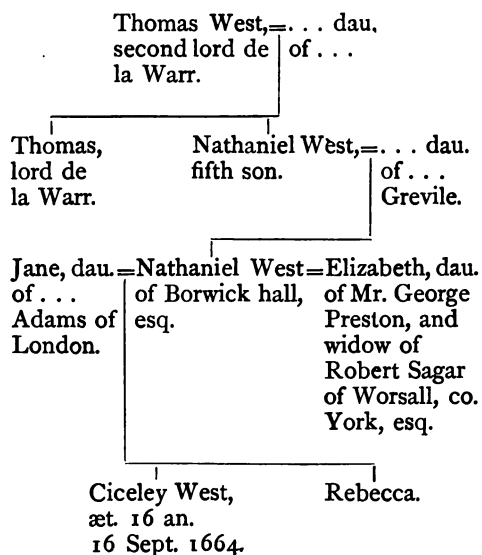 Thomas West,=. . . dau.
second lord de of . . .
la Warr.
Thomas,
lord de
la Warr.
Nathaniel West,=. . . dau.
fifth son. of . . .
Grevile.
Jane, dau.=Nathaniel West=Elizabeth, dau.
of . . . of Borwick hall, of Mr. George
Adams of esq. Preston, and
London. widow of
Robert Sagar
of Worsall, co.
York, esq.
Ciceley West,
æt. 16 an.
16 Sept. 1664.
Rebecca.